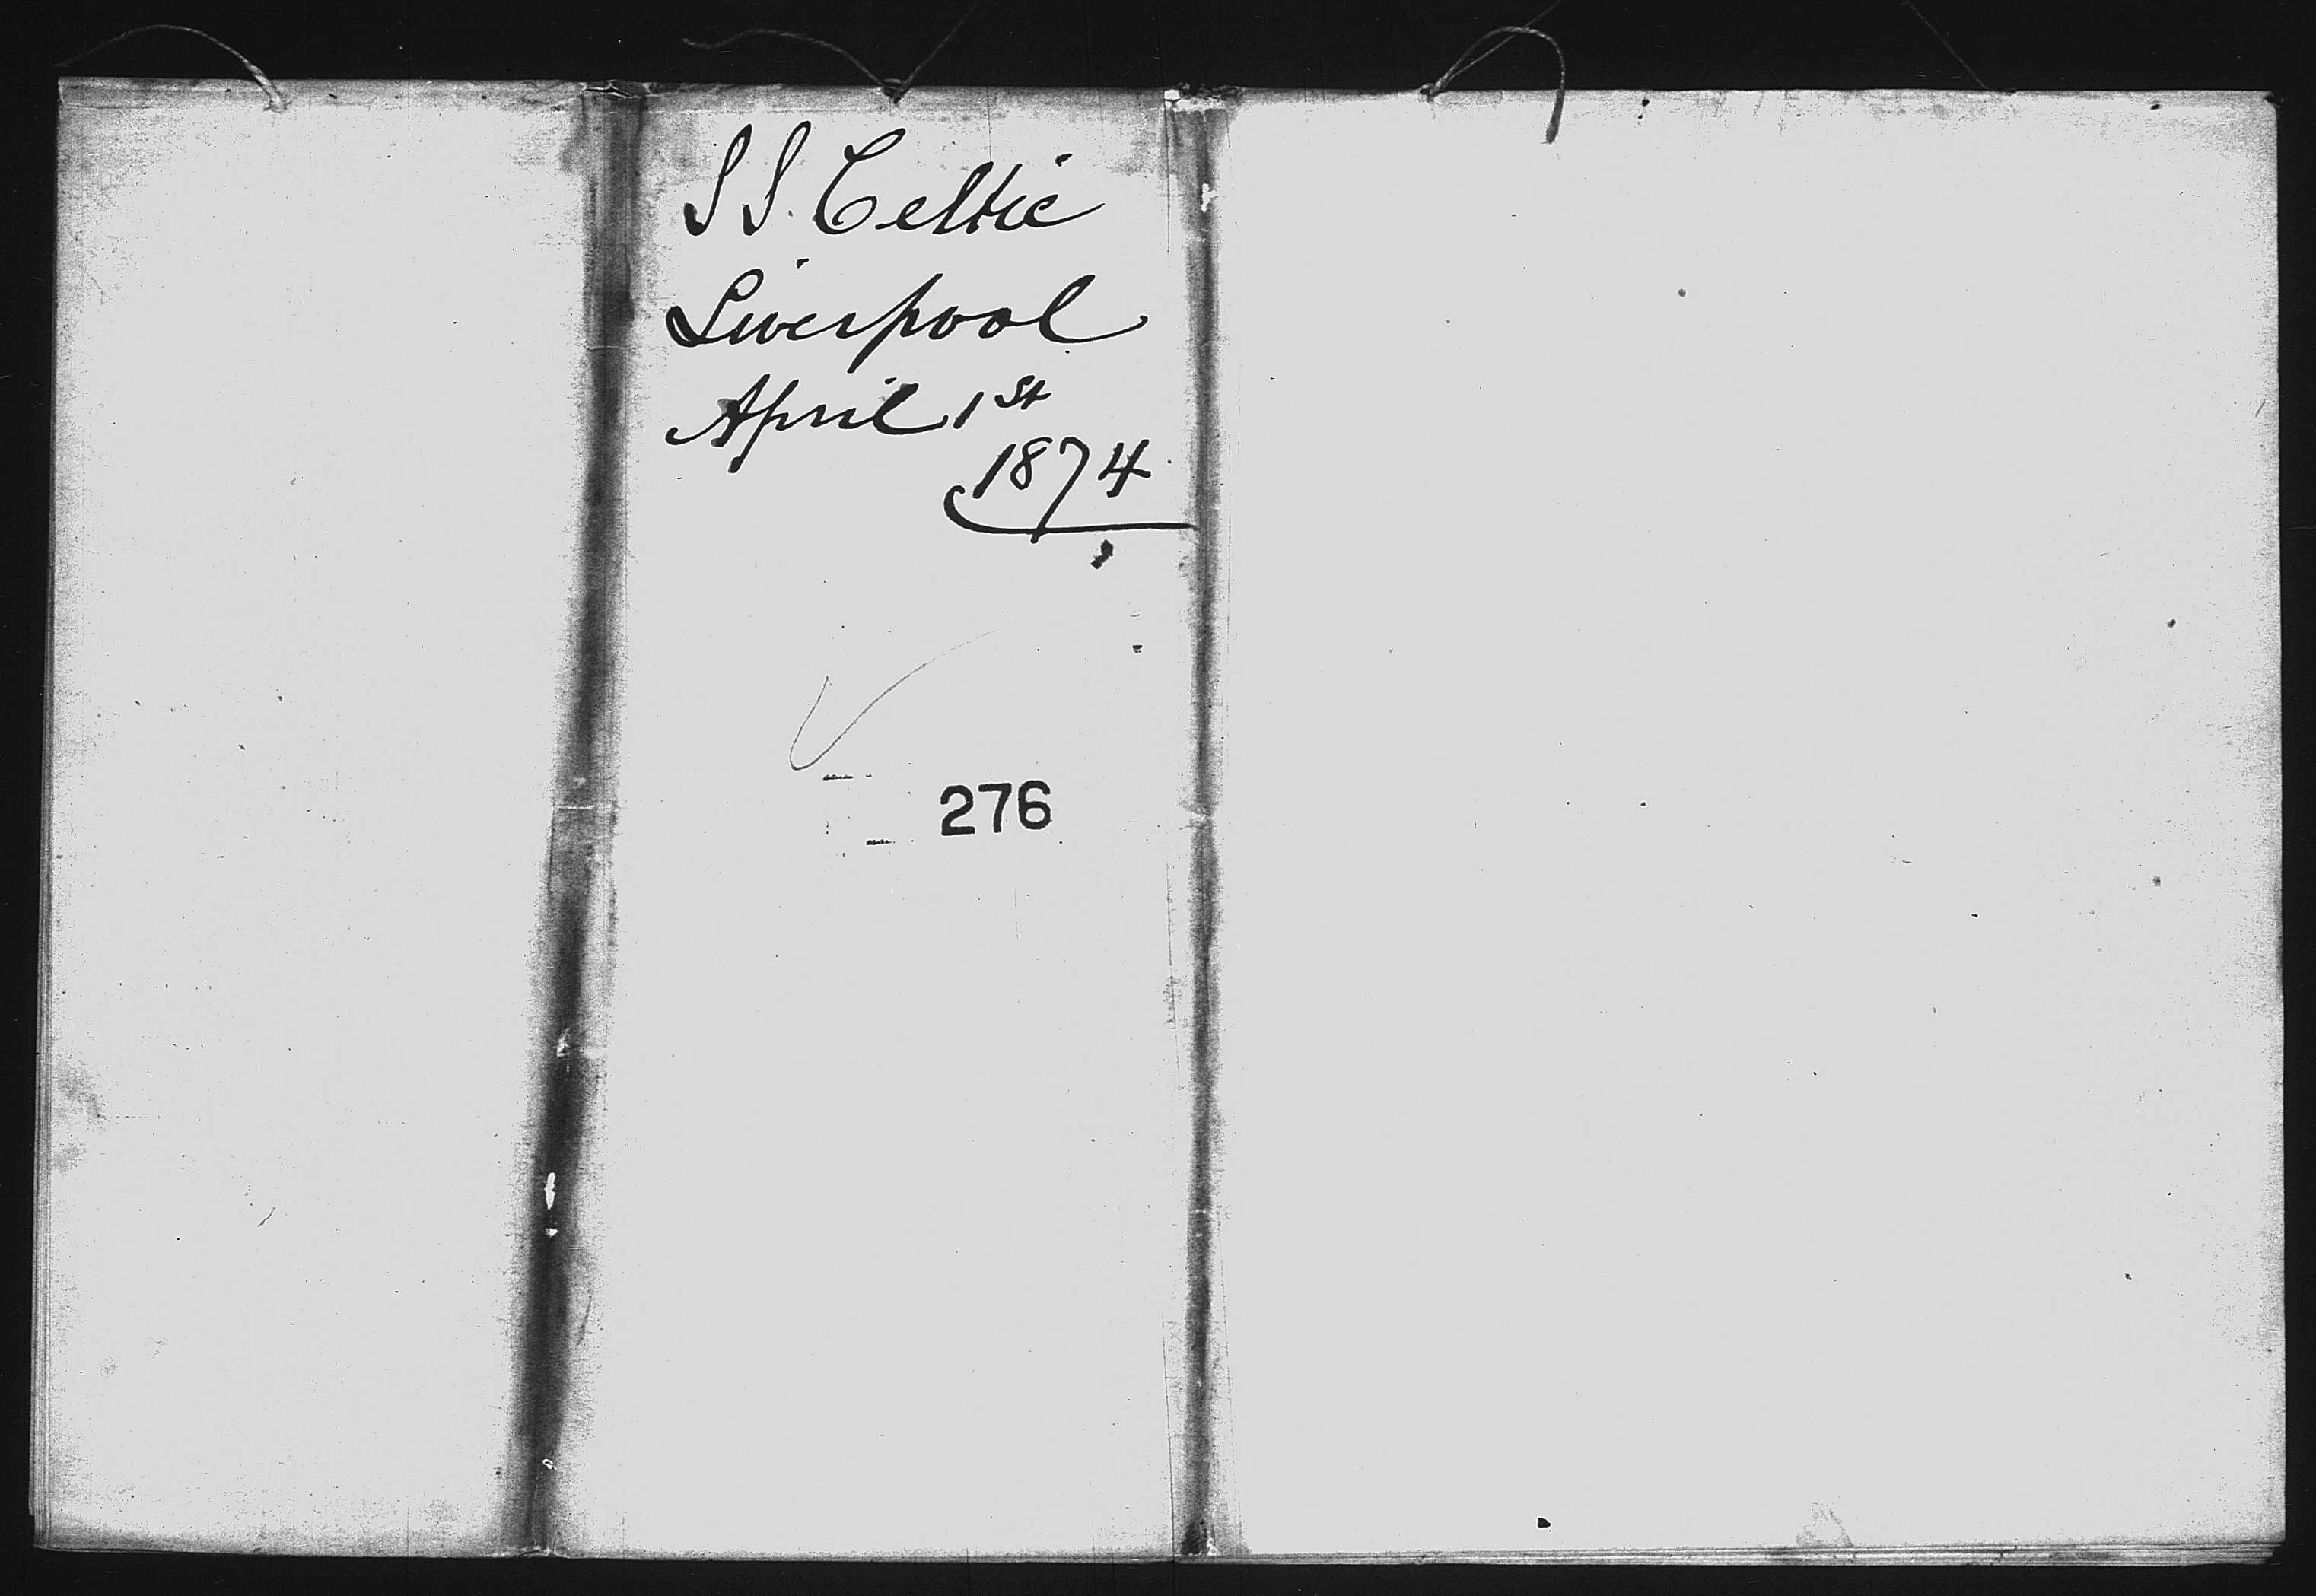 S S. Celtic
Liverpool
April 1st
1874
276